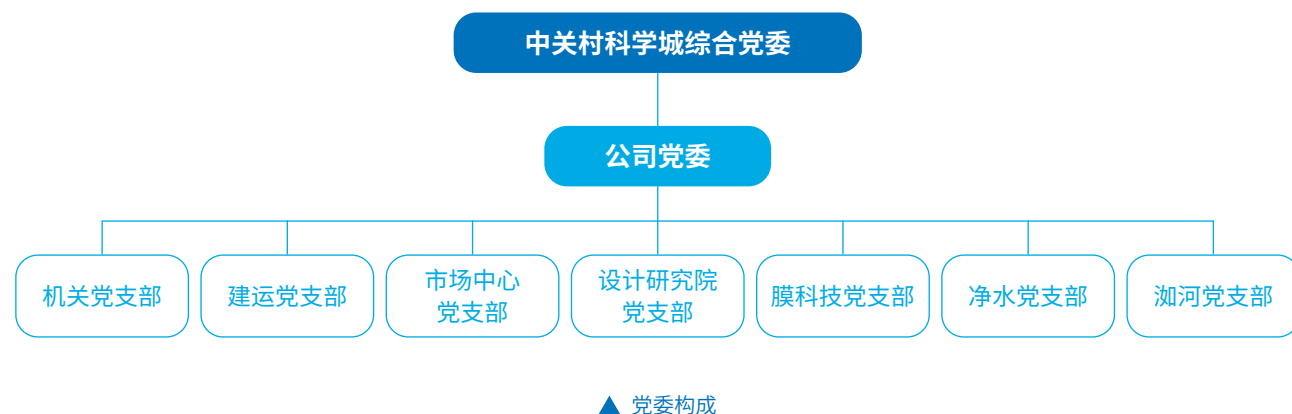 中关村科学城综合党委
公司党委
机关党支部
建运党支部
市场中心
党支部
设计研究院
党支部
膜科技党支部
净水党支部
洳河党支部
▲ 党委构成